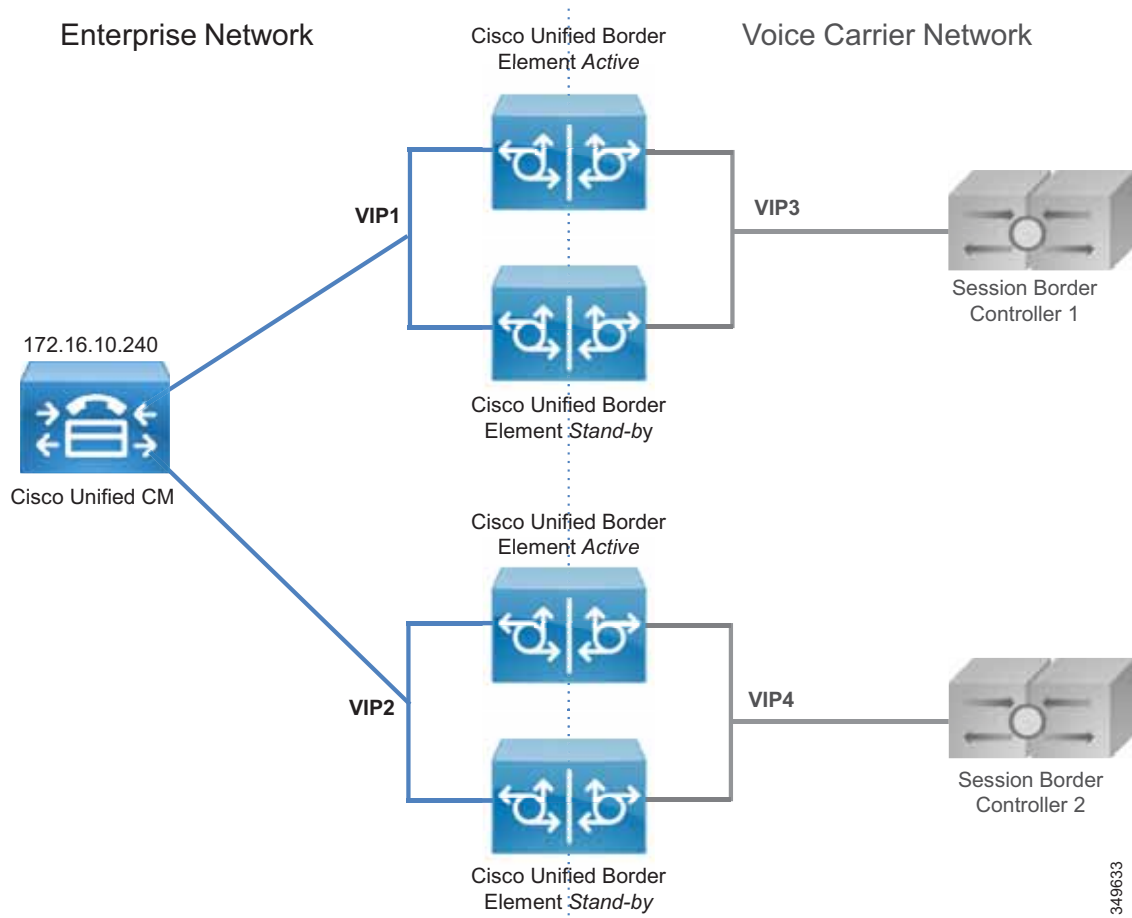 Enterprise Network
Cisco Unified Border
Element Active
Voice Carrier Network
VIP1
VIP3
Session Border
Controller 1
172.16.10.240
Cisco Unified CM
Cisco Unified Border
Element Stand-by
Cisco Unified Border
Element Active
VIP2
VIP4
Session Border
Controller 2
Cisco Unified Border
Element Stand-by
349633